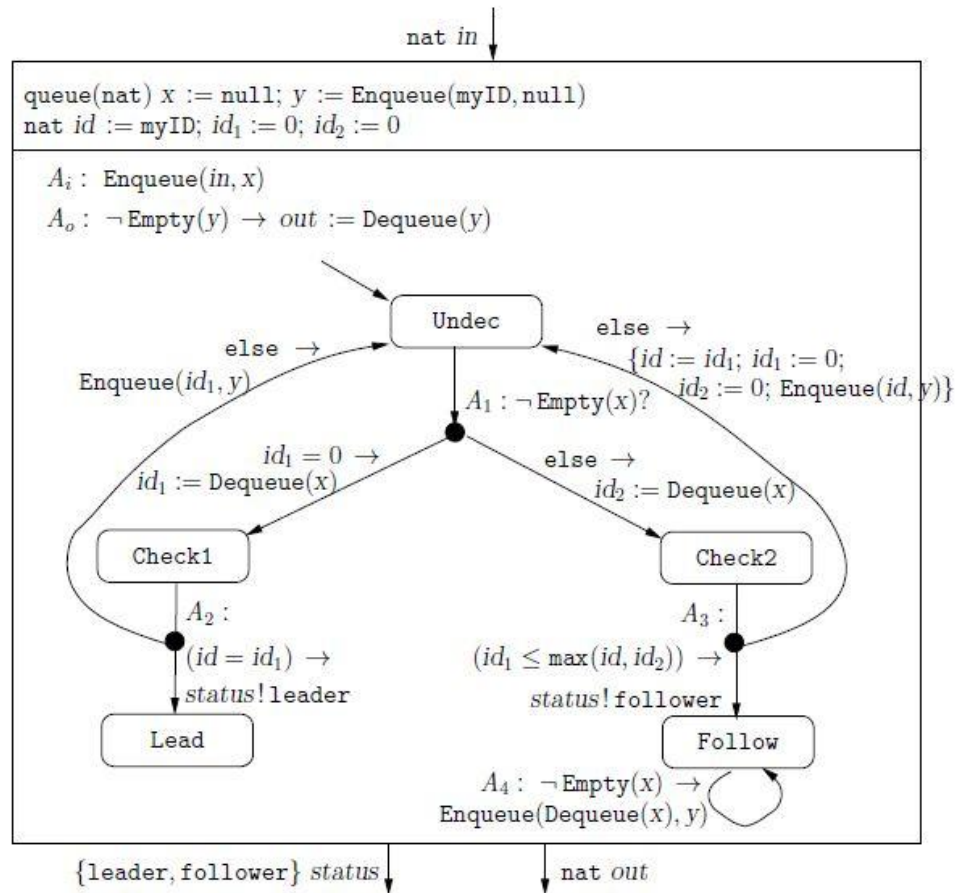 nat in
queue(nat) x := null; y := Enqueue(myID, null)
nat id := myID; id₁ := 0; id₂ := 0
Aᵢ : Enqueue(in, x)
Aₒ : ¬ Empty(y) → out := Dequeue(y)
Undec
else →
Enqueue(id₁, y)
else →
{id := id₁; id₁ := 0;
id₂ := 0; Enqueue(id, y)}
A₁ : ¬ Empty(x)?
id₁ = 0 →
id₁ := Dequeue(x)
else →
id₂ := Dequeue(x)
Check1
Check2
A₂ :
(id = id₁) →
status! leader
A₃ :
(id₁ ≤ max(id, id₂)) →
status! follower
Lead
Follow
A₄ : ¬ Empty(x) →
Enqueue(Dequeue(x), y)
{leader, follower} status
nat out